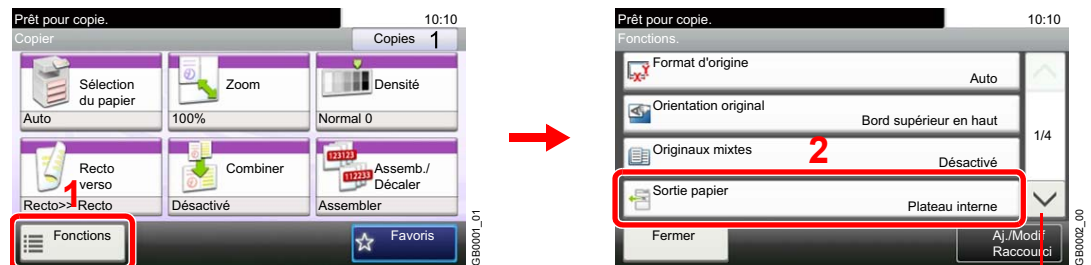 Prêt pour copie. 10:10
Copier Copies 1
Sélection
du papier
Auto
Zoom
100%
Densité
Normal 0
Recto
verso
Recto>> Recto
Combiner
Désactivé
123123
112233
Assemb./
Décaler
Assembler
1
Fonctions
Favoris
GB0001_01
Prêt pour copie. 10:10
Fonctions.
Format d'origine
Auto
Orientation original
Bord supérieur en haut
Originaux mixtes
Désactivé
2
Sortie papier
Plateau interne
1/4
Fermer
Aj./Modif
Raccourci
GB0002_00